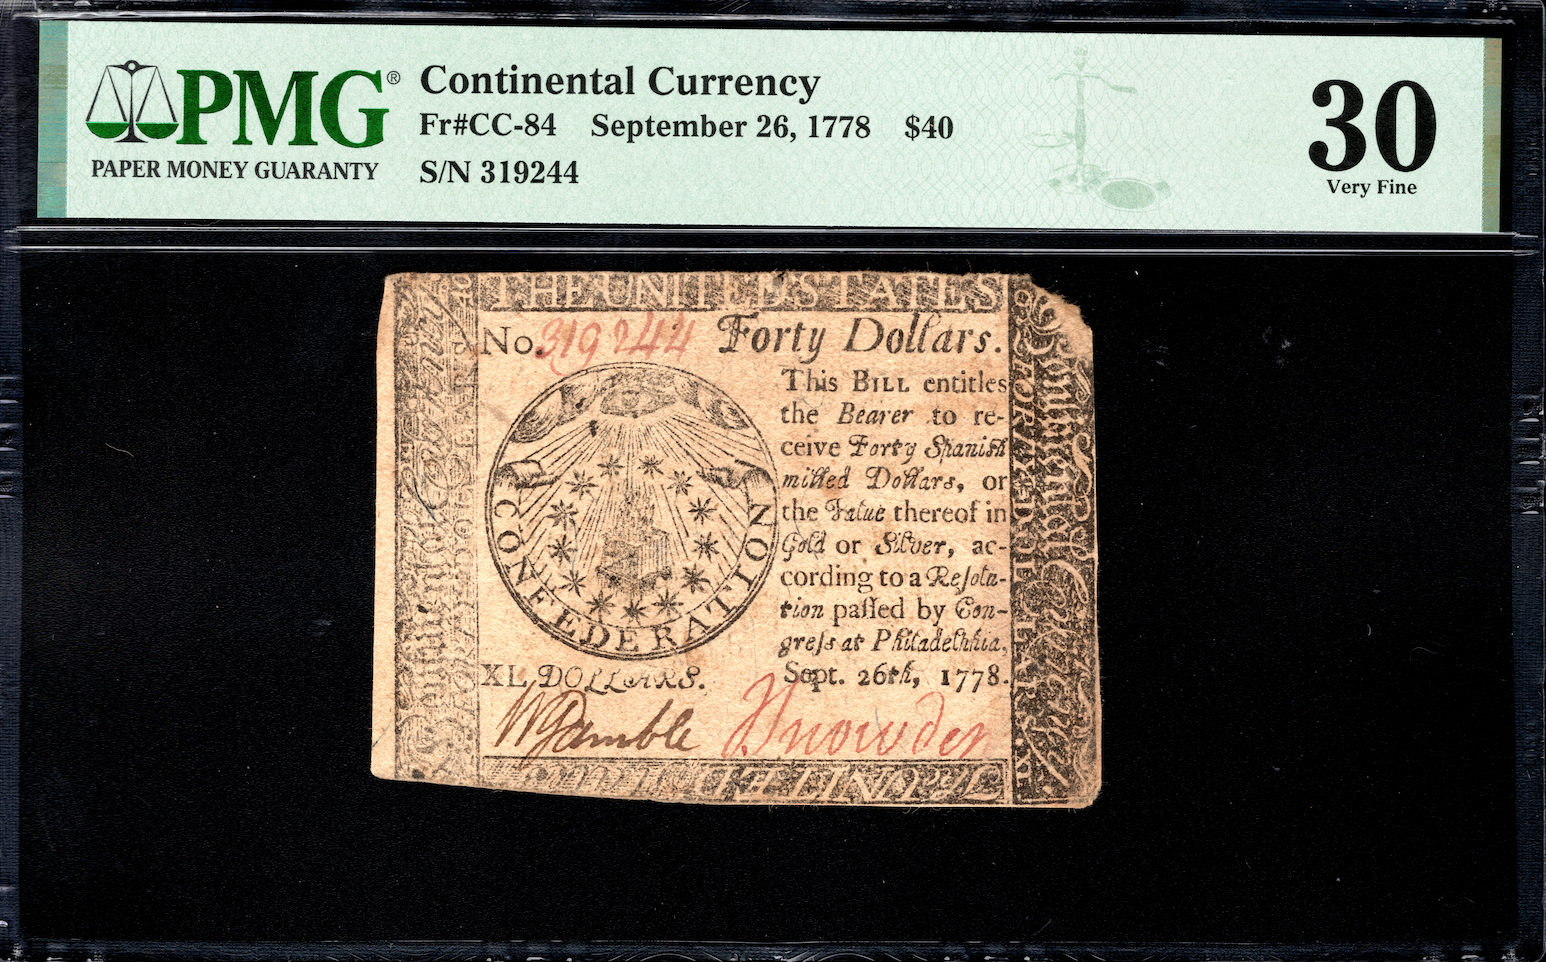 PMG®
PAPER MONEY GUARANTY
Continental Currency
Fr#CC-84 September 26, 1778 $40
S/N 319244
30
Very Fine
THE UNITED STATES
No. 319244 Forty Dollars.
This BILL entitles
the Bearer to re-
ceive Forty Spanish
milled Dollars, or
the Value thereof in
Gold or Silver, ac-
cording to a Reſolu-
tion paſſed by Con-
greſs at Philadelphia,
Sept. 26th, 1778.
CONFEDERATION
XL DOLLARS.
W Gamble
J Snowden